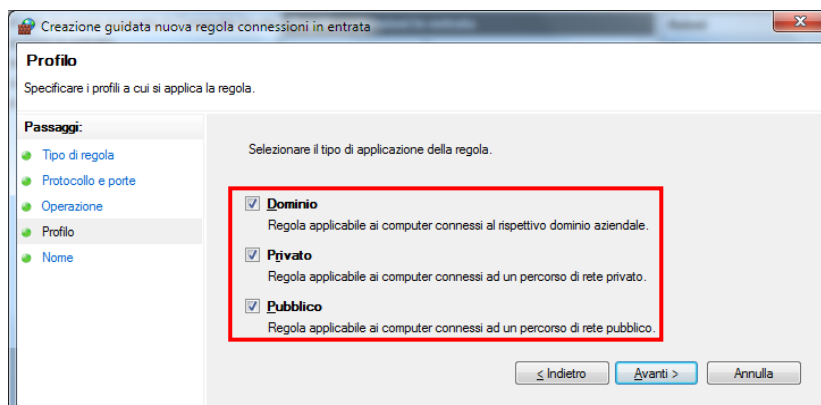 Creazione guidata nuova regola connessioni in entrata
Profilo
Specificare i profili a cui si applica la regola.
Passaggi:
Tipo di regola
Protocollo e porte
Operazione
Profilo
Nome
Selezionare il tipo di applicazione della regola.
Dominio
Regola applicabile ai computer connessi al rispettivo dominio aziendale.
Privato
Regola applicabile ai computer connessi ad un percorso di rete privato.
Pubblico
Regola applicabile ai computer connessi ad un percorso di rete pubblico.
< Indietro
Avanti >
Annulla